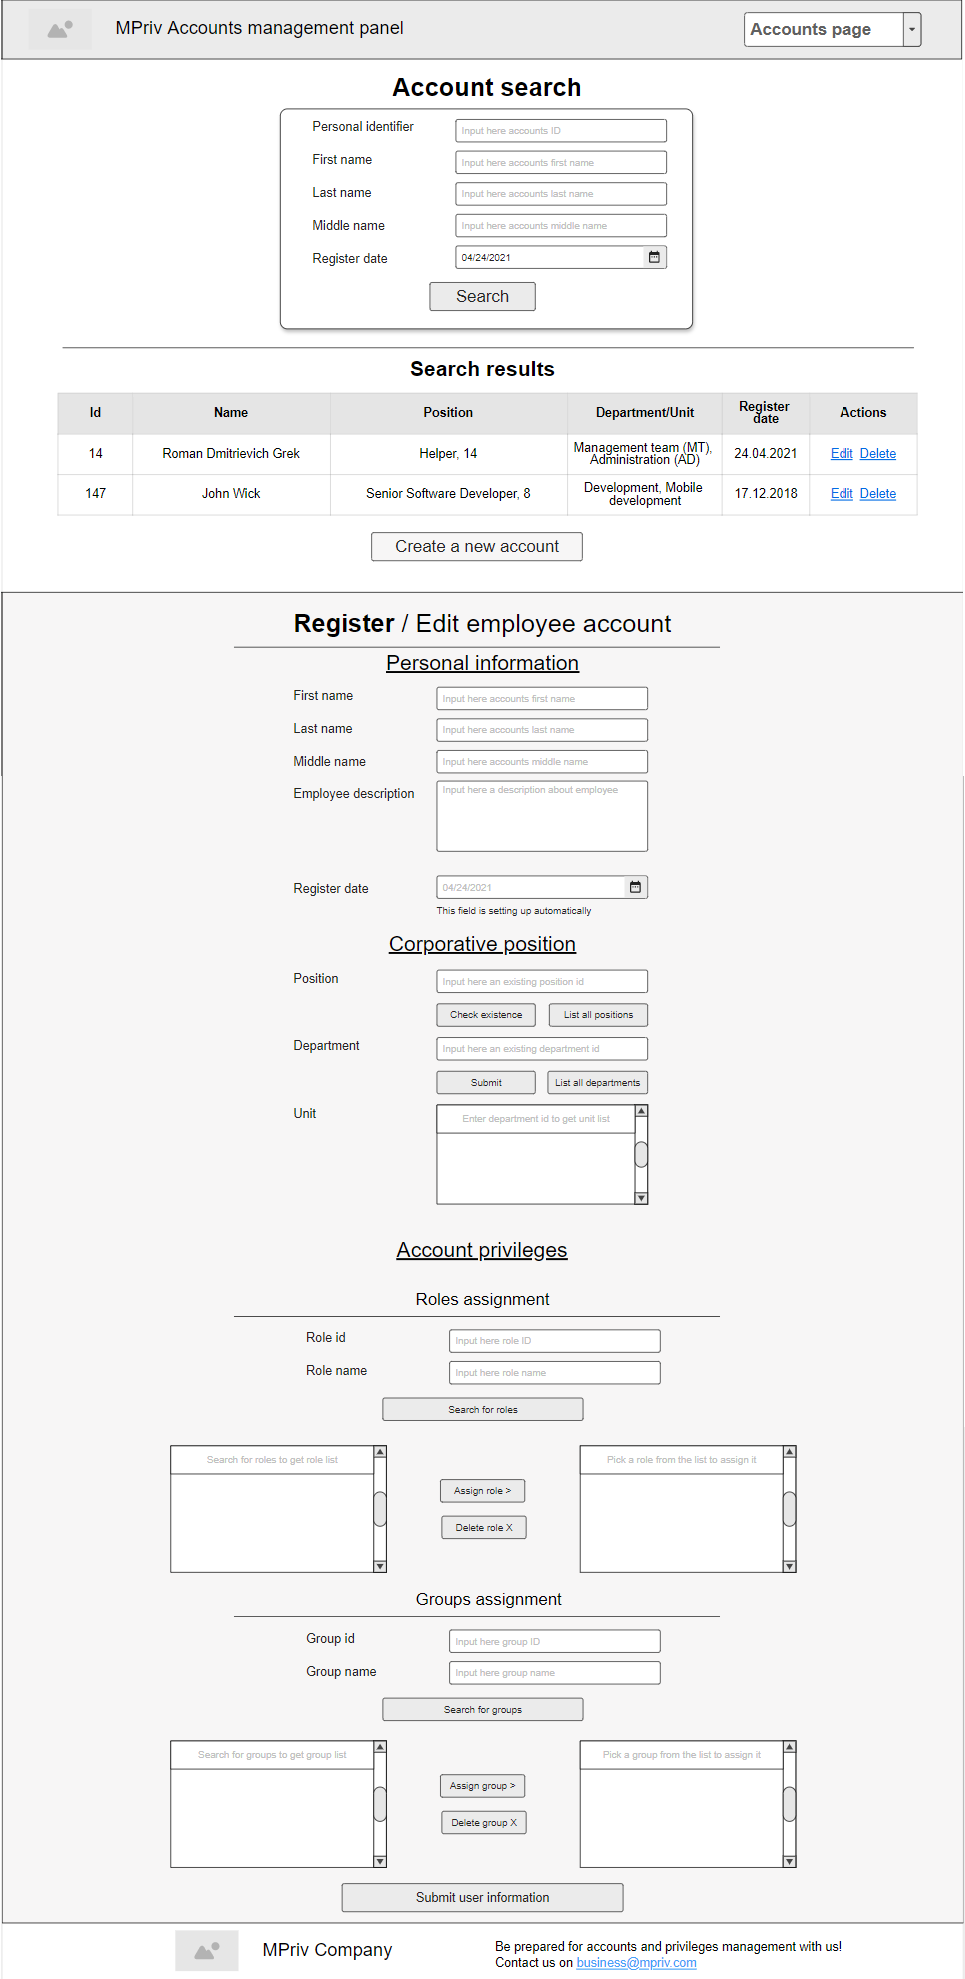 MPriv Accounts management panel
Accounts page
Account search
Personal identifier
Input here accounts ID
First name
Input here accounts first name
Last name
Input here accounts last name
Middle name
Input here accounts middle name
Register date
04/24/2021
Search
Search results
Id Name Position Department/Unit Register date Actions
14 Roman Dmitrievich Grek Helper, 14 Management team (MT), Administration (AD) 24.04.2021 Edit Delete
147 John Wick Senior Software Developer, 8 Development, Mobile development 17.12.2018 Edit Delete
Create a new account
Register / Edit employee account
Personal information
First name
Input here accounts first name
Last name
Input here accounts last name
Middle name
Input here accounts middle name
Employee description
Input here a description about employee
Register date
04/24/2021
This field is setting up automatically
Corporative position
Position
Input here an existing position id
Check existence
List all positions
Department
Input here an existing department id
Submit
List all departments
Unit
Enter department id to get unit list
Account privileges
Roles assignment
Role id
Input here role ID
Role name
Input here role name
Search for roles
Search for roles to get role list
Pick a role from the list to assign it
Assign role >
Delete role X
Groups assignment
Group id
Input here group ID
Group name
Input here group name
Search for groups
Search for groups to get group list
Pick a group from the list to assign it
Assign group >
Delete group X
Submit user information
MPriv Company
Be prepared for accounts and privileges management with us!
Contact us on business@mpriv.com